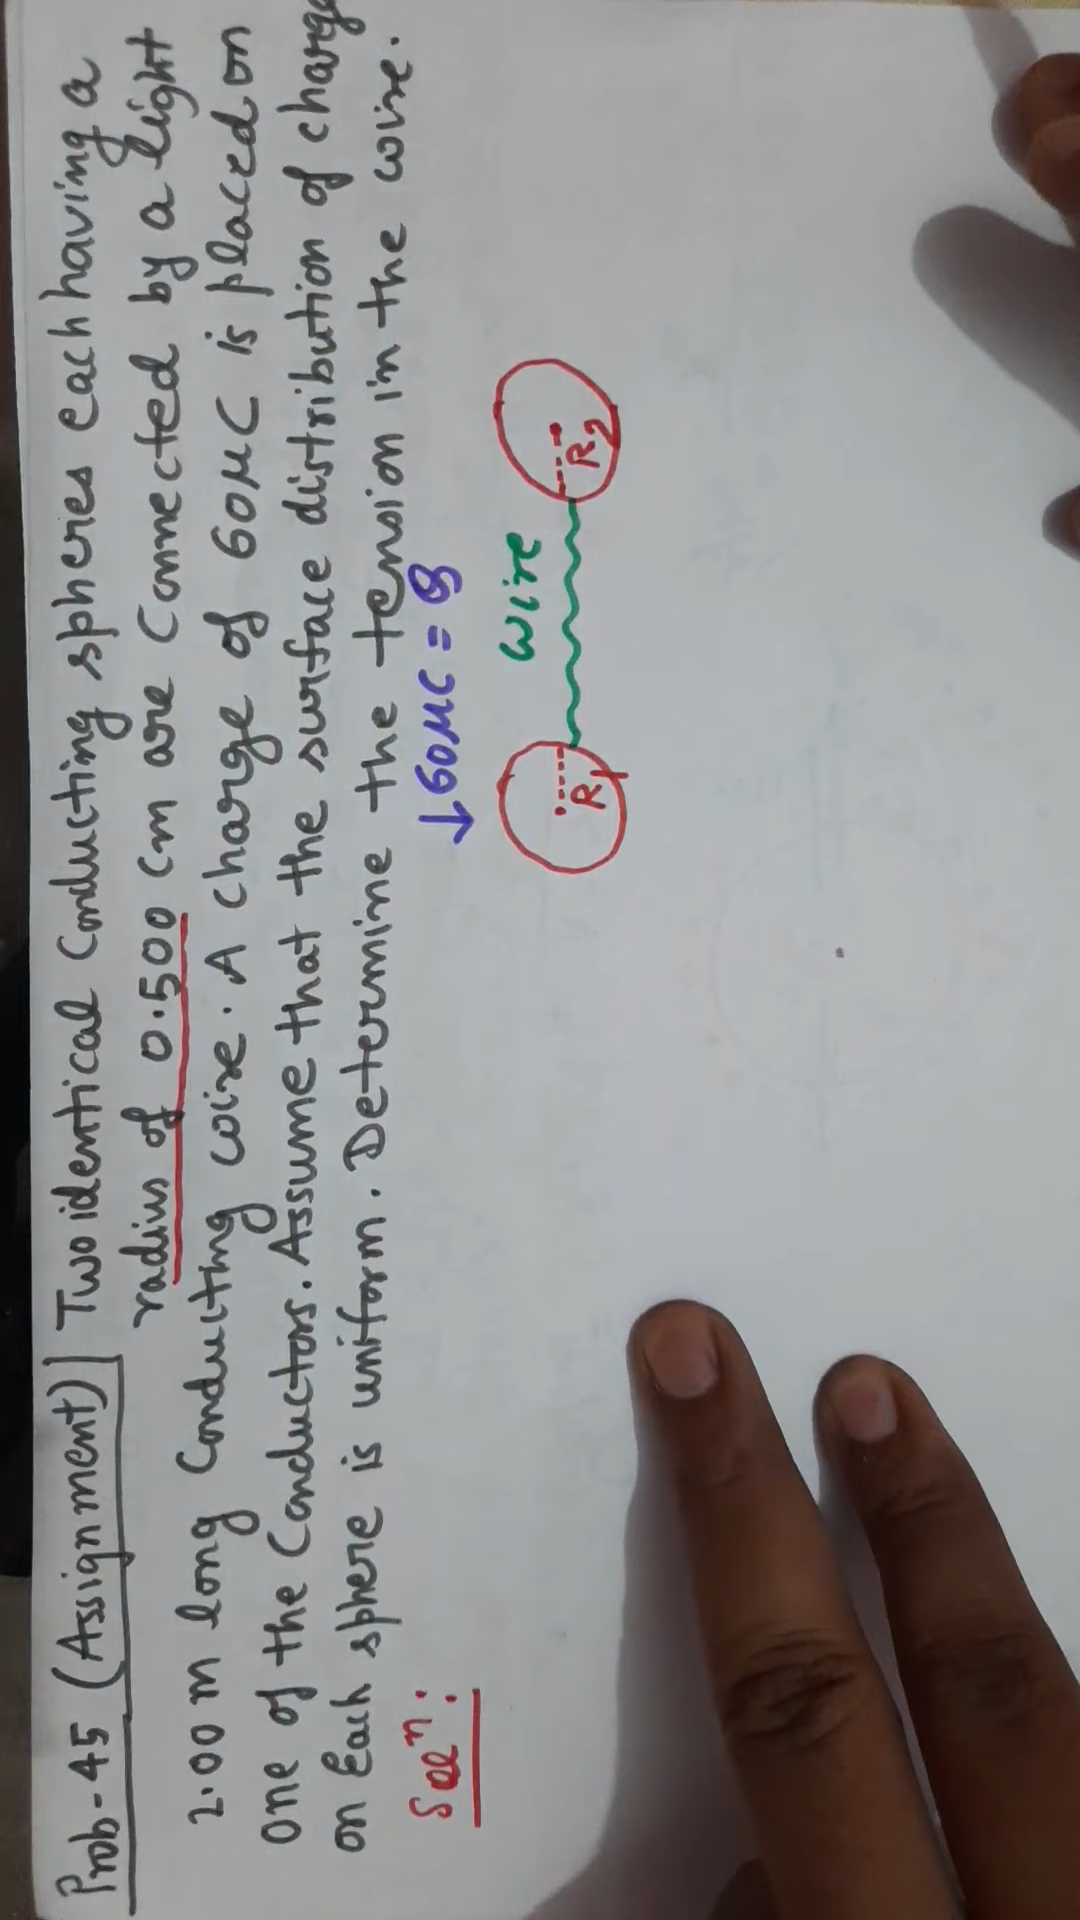 Prob-45 (Assignment) Two identical Conducting spheres each having a
radius of 0.500 cm are Connected by a light
2.00 m long Conducting wire. A charge of 60μC is placed on
one of the Conductors. Assume that the surface distribution of charge
on Each sphere is uniform. Determine the tension in the wire.
Solⁿ:
↓60μC = Q
wire
R₁
R₂